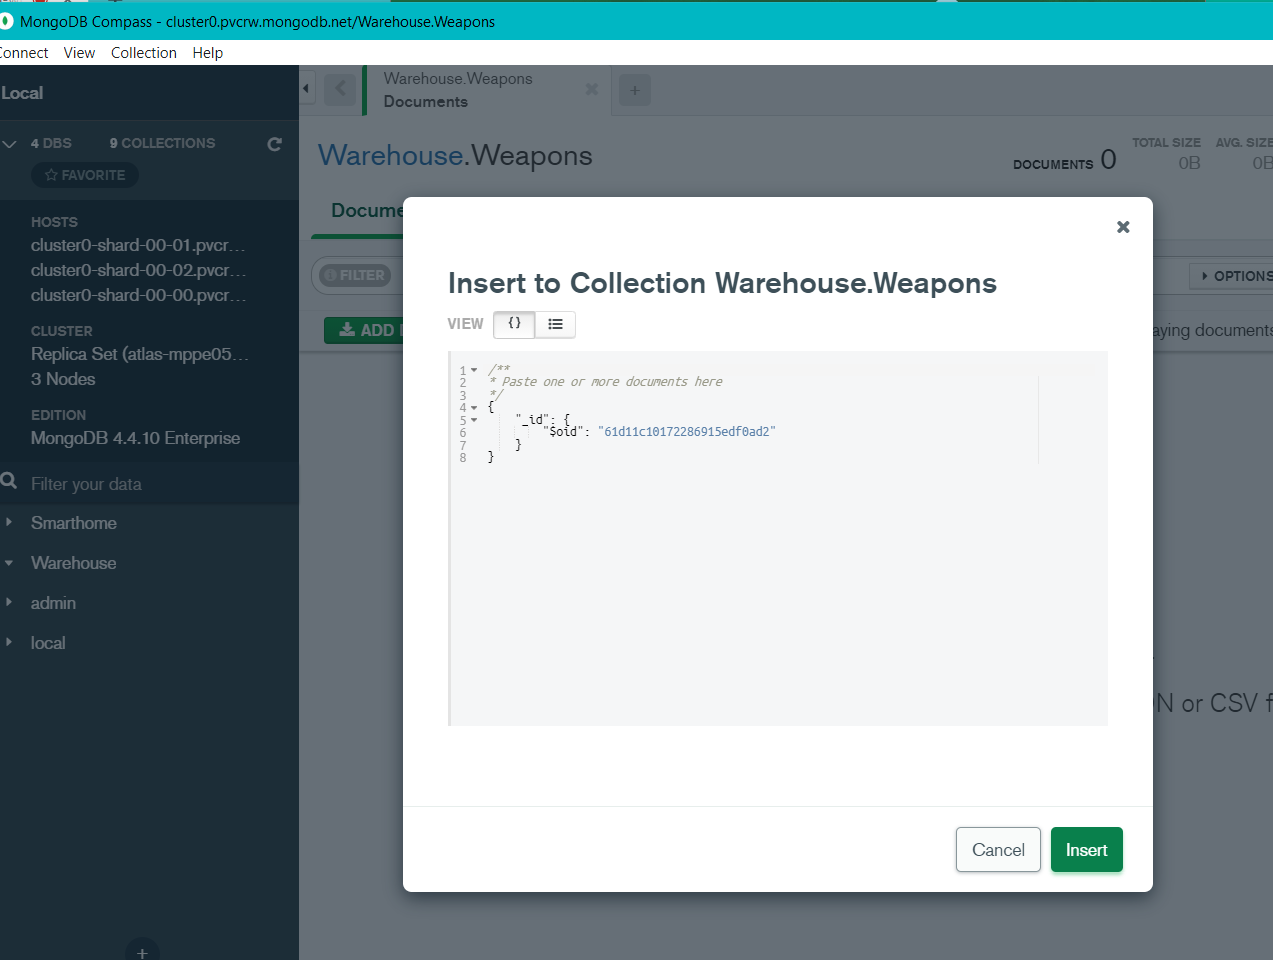 MongoDB Compass - cluster0.pvcrw.mongodb.net/Warehouse.Weapons
Connect View Collection Help
Local
4 DBS 9 COLLECTIONS
FAVORITE
HOSTS
cluster0-shard-00-01.pvcr...
cluster0-shard-00-02.pvcr...
cluster0-shard-00-00.pvcr...
CLUSTER
Replica Set (atlas-mppe05...
3 Nodes
EDITION
MongoDB 4.4.10 Enterprise
Filter your data
Smarthome
Warehouse
admin
local
+
Warehouse.Weapons
Documents
+
Warehouse.Weapons
DOCUMENTS 0
TOTAL SIZE
0B
AVG. SIZE
0B
Docume
FILTER
OPTIONS
ADD
aying documents
N or CSV f
Insert to Collection Warehouse.Weapons
VIEW {}
1 /**
2 * Paste one or more documents here
3 */
4 {
5 "_id": {
6 "$oid": "61d11c10172286915edf0ad2"
7 }
8 }
Cancel Insert